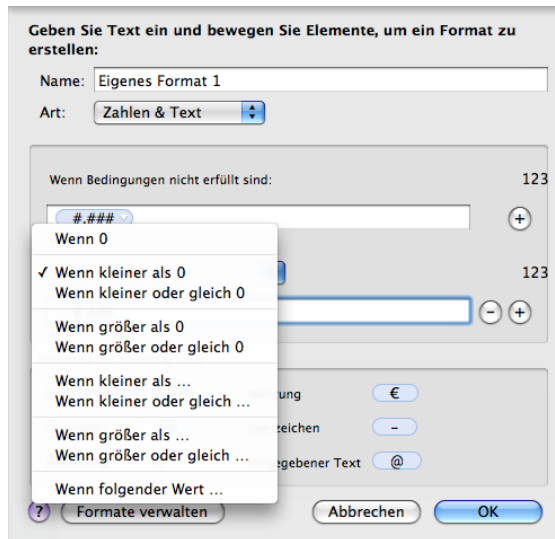 Geben Sie Text ein und bewegen Sie Elemente, um ein Format zu
erstellen:
Name: Eigenes Format 1
Art: Zahlen & Text
Wenn Bedingungen nicht erfüllt sind: 123
#.###
+
Wenn 0
✓ Wenn kleiner als 0
123
Wenn kleiner oder gleich 0
- +
Wenn größer als 0
Wenn größer oder gleich 0
Wenn kleiner als ...
€
Wenn kleiner oder gleich ...
zeichen -
Wenn größer als ...
Wenn größer oder gleich ...
gegebener Text @
Wenn folgender Wert ...
? Formate verwalten Abbrechen OK